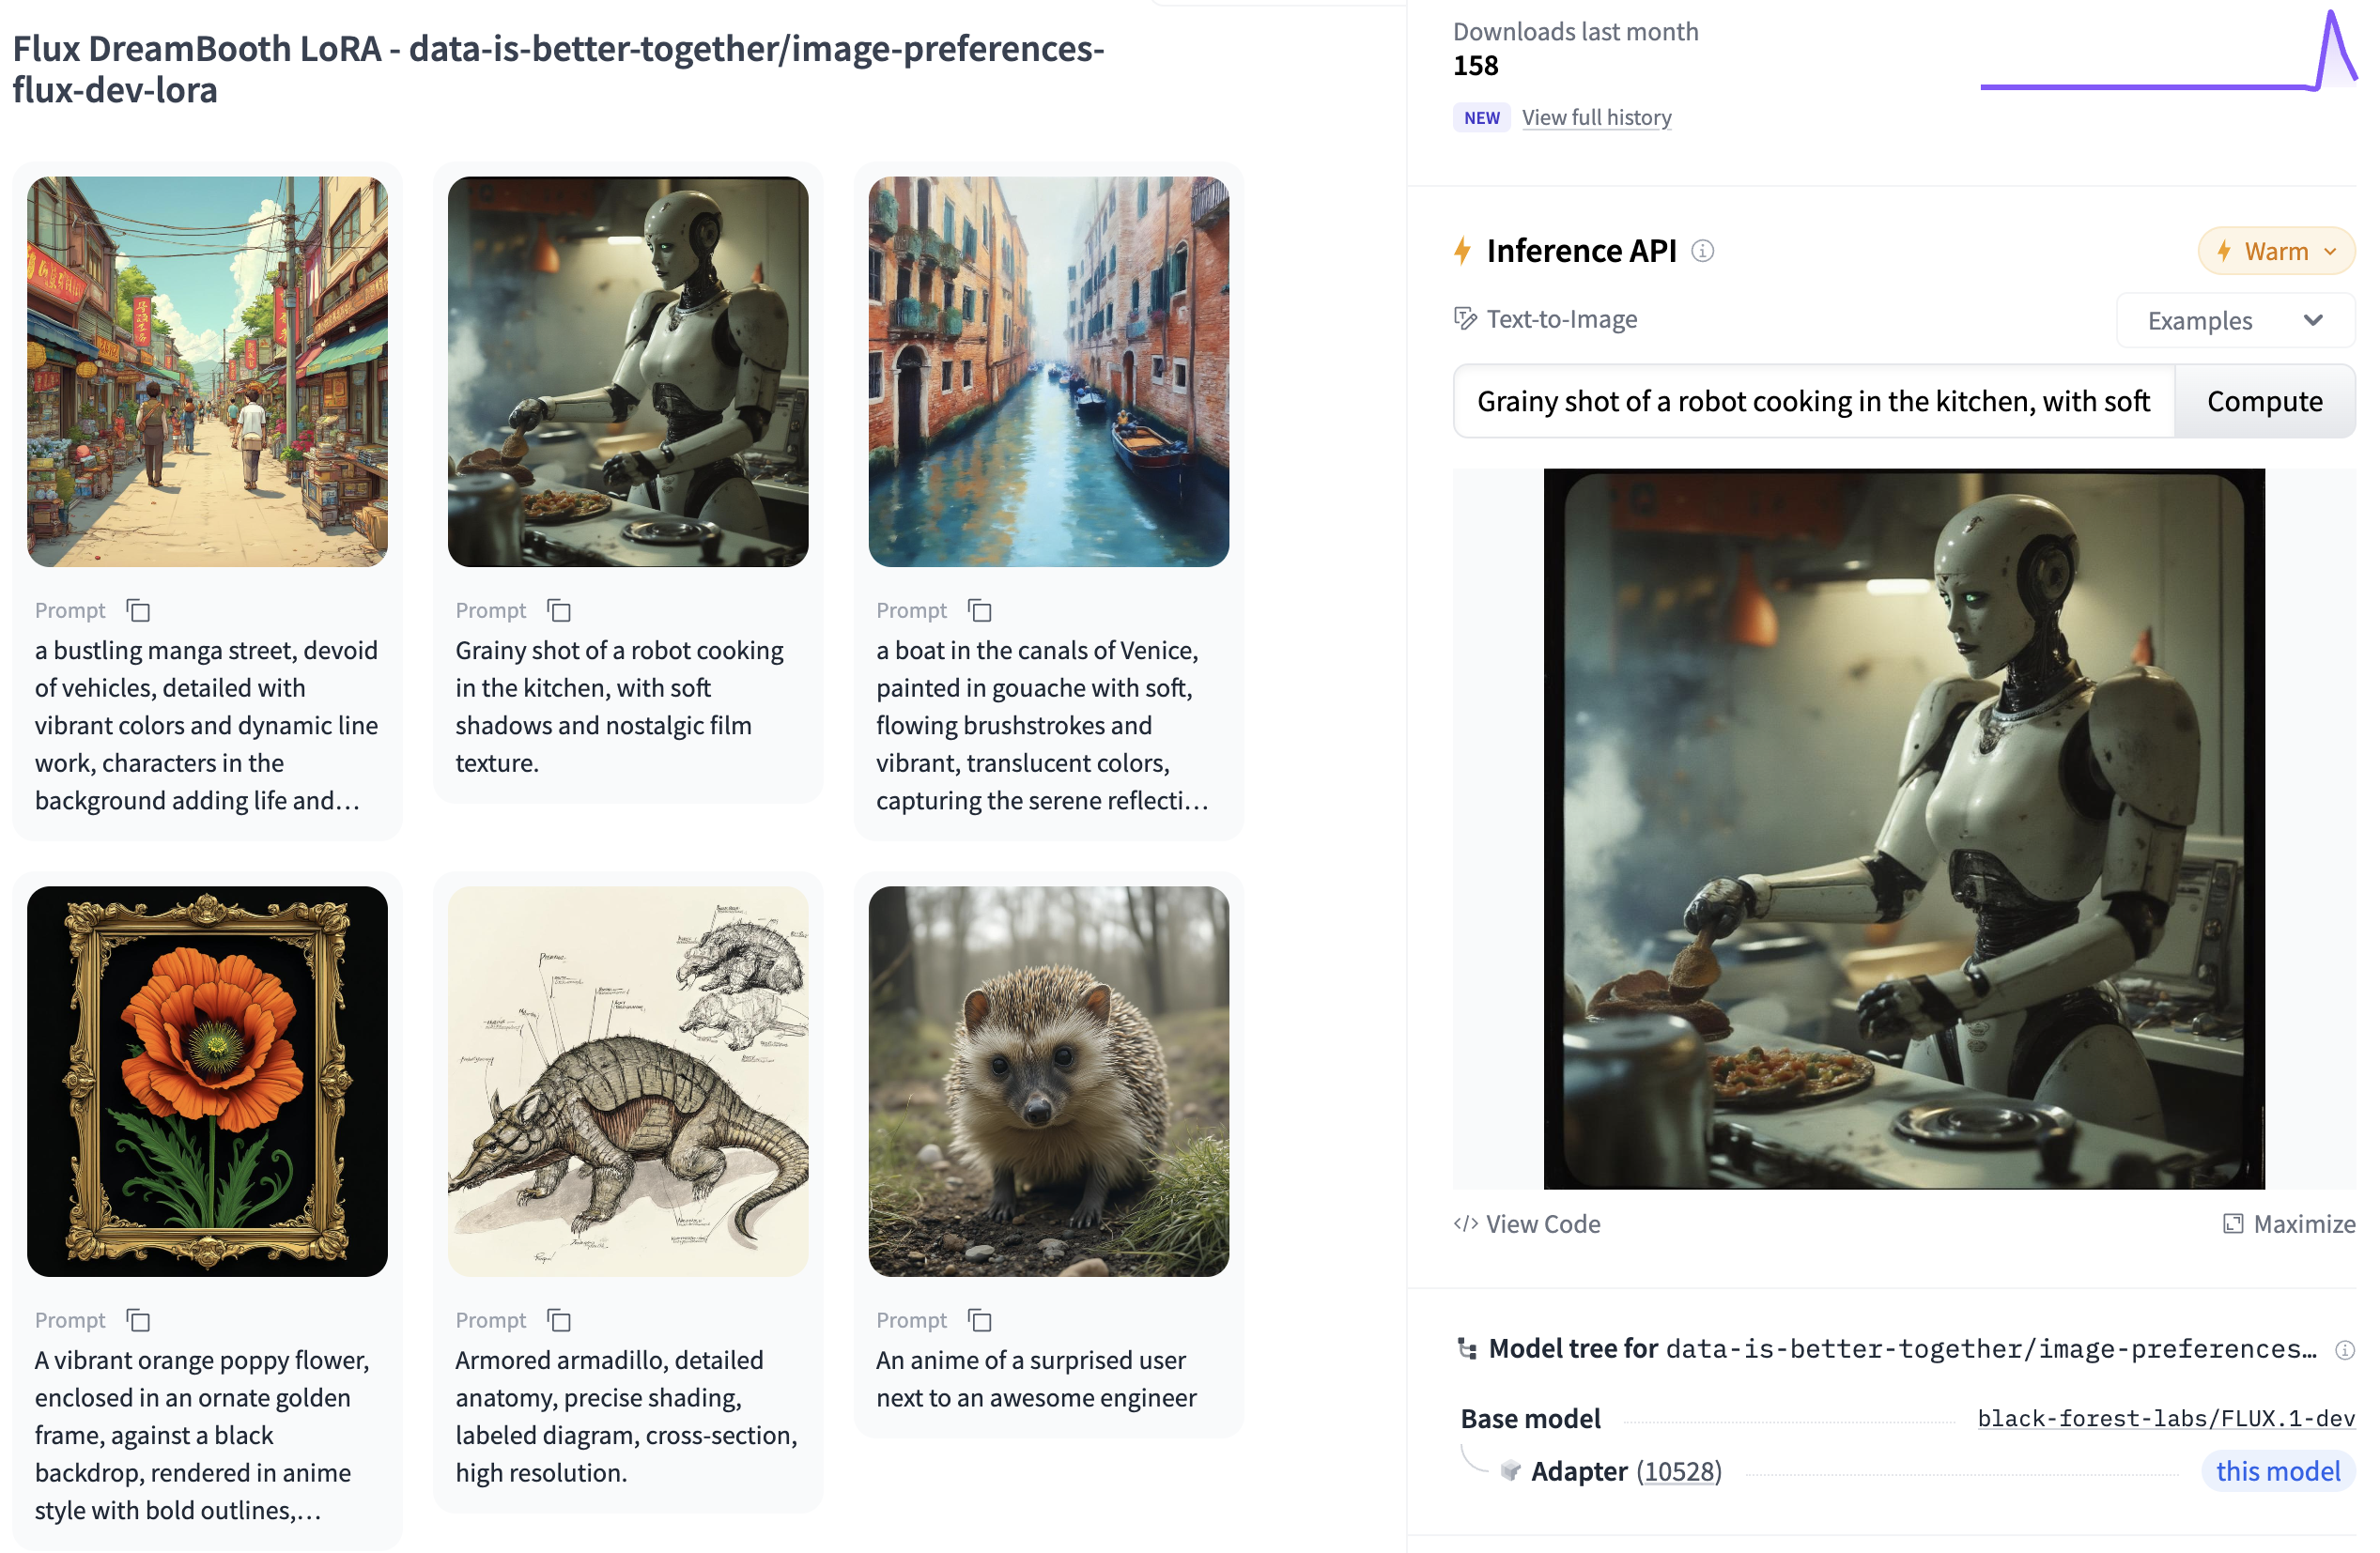 Flux DreamBooth LoRA - data-is-better-together/image-preferences-
flux-dev-lora
Prompt
a bustling manga street, devoid
of vehicles, detailed with
vibrant colors and dynamic line
work, characters in the
background adding life and…
Prompt
Grainy shot of a robot cooking
in the kitchen, with soft
shadows and nostalgic film
texture.
Prompt
a boat in the canals of Venice,
painted in gouache with soft,
flowing brushstrokes and
vibrant, translucent colors,
capturing the serene reflecti…
Prompt
A vibrant orange poppy flower,
enclosed in an ornate golden
frame, against a black
backdrop, rendered in anime
style with bold outlines,…
Prompt
Armored armadillo, detailed
anatomy, precise shading,
labeled diagram, cross-section,
high resolution.
Prompt
An anime of a surprised user
next to an awesome engineer
Downloads last month
158
NEW View full history
Inference API
Warm
Text-to-Image
Examples
Grainy shot of a robot cooking in the kitchen, with soft
Compute
</> View Code
Maximize
Model tree for data-is-better-together/image-preferences…
Base model
black-forest-labs/FLUX.1-dev
Adapter (10528)
this model